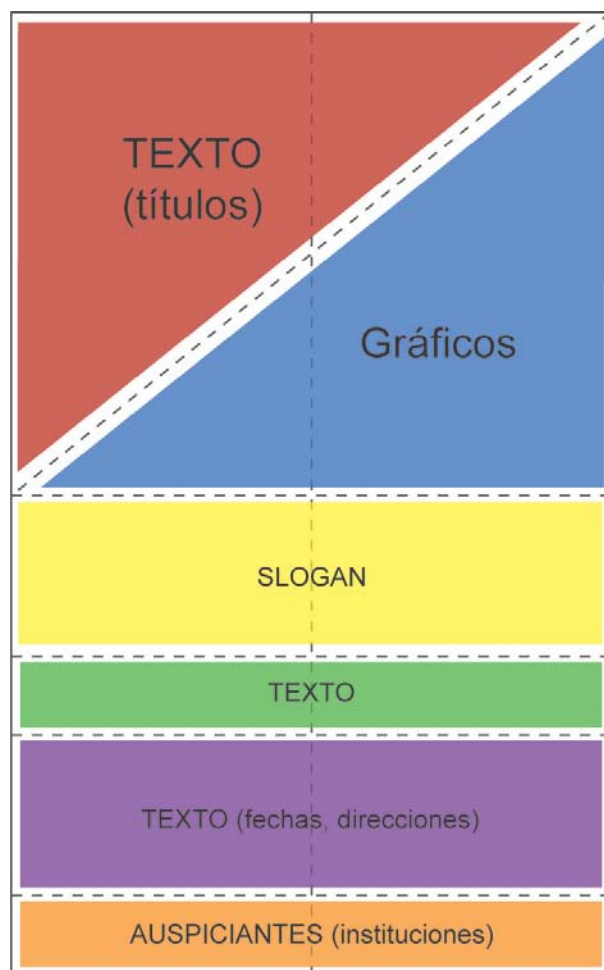 TEXTO
(títulos)
Gráficos
SLOGAN
TEXTO
TEXTO (fechas, direcciones)
AUSPICIANTES (instituciones)